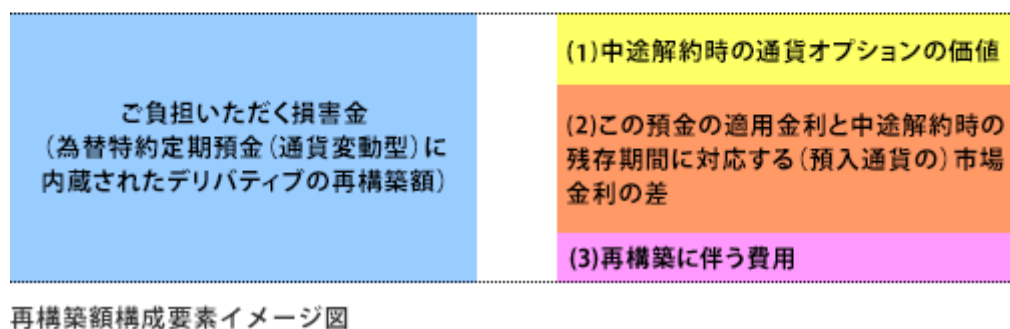 ご負担いただく損害金
(為替特約定期預金(通貨変動型)に
内蔵されたデリバティブの再構築額)
(1)中途解約時の通貨オプションの価値
(2)この預金の適用金利と中途解約時の
残存期間に対応する(預入通貨の)市場
金利の差
(3)再構築に伴う費用
再構築額構成要素イメージ図